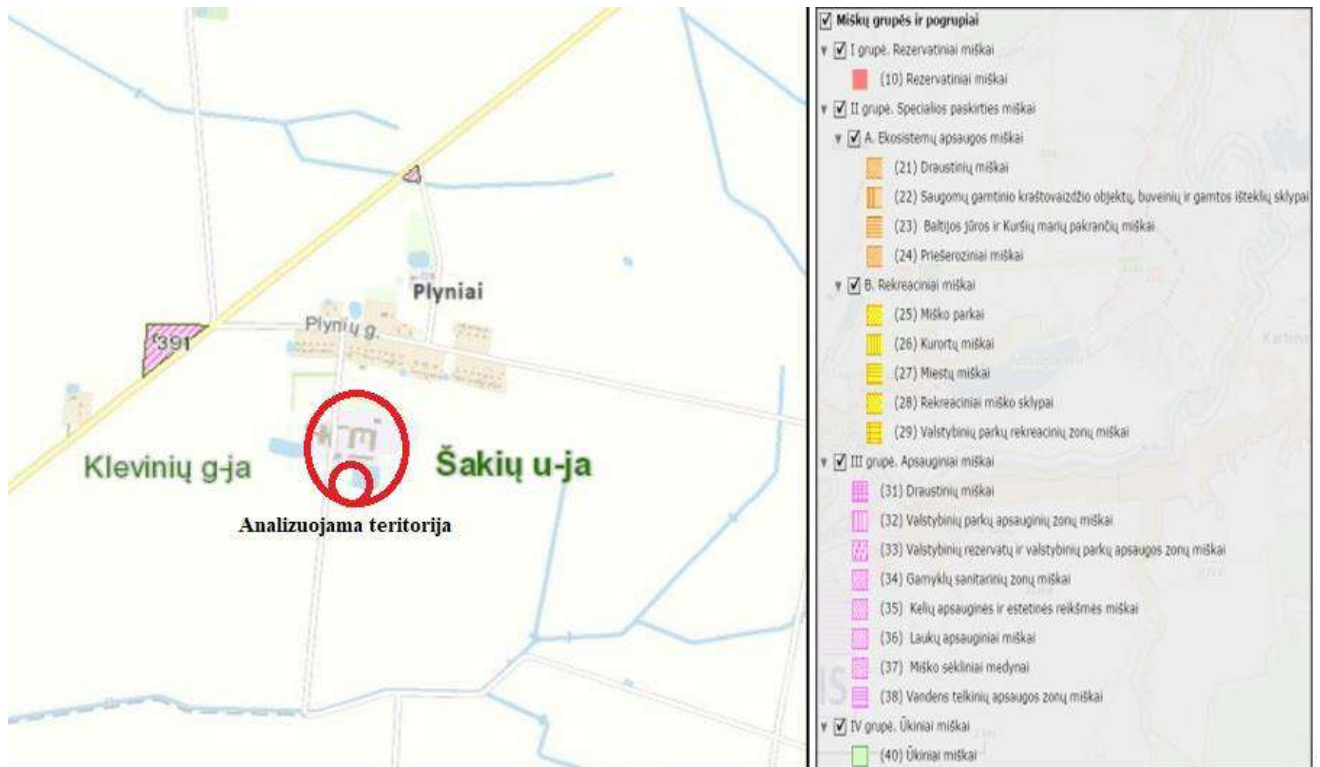 Plyniai
Plynių g.
391
Klevinių g-ja
Šakių u-ja
Analizuojama teritorija
Miškų grupės ir pogrupiai
I grupė. Rezervatiniai miškai
(10) Rezervatiniai miškai
II grupė. Specialios paskirties miškai
A. Ekosistemų apsaugos miškai
(21) Draustinių miškai
(22) Saugomų gamtinio kraštovaizdžio objektų, buveinių ir gamtos išteklių sklypai
(23) Baltijos jūros ir Kuršių marių pakrančių miškai
(24) Priešeroziniai miškai
B. Rekreaciniai miškai
(25) Miško parkai
(26) Kurortų miškai
(27) Miestų miškai
(28) Rekreaciniai miško sklypai
(29) Valstybinių parkų rekreacinių zonų miškai
III grupė. Apsauginiai miškai
(31) Draustinių miškai
(32) Valstybinių parkų apsauginių zonų miškai
(33) Valstybinių rezervatų ir valstybinių parkų apsaugos zonų miškai
(34) Gamyklų sanitarinių zonų miškai
(35) Kelių apsauginės ir estetinės reikšmės miškai
(36) Laukų apsauginiai miškai
(37) Miško sėkliniai medynai
(38) Vandens telkinių apsaugos zonų miškai
IV grupė. Ūkiniai miškai
(40) Ūkiniai miškai